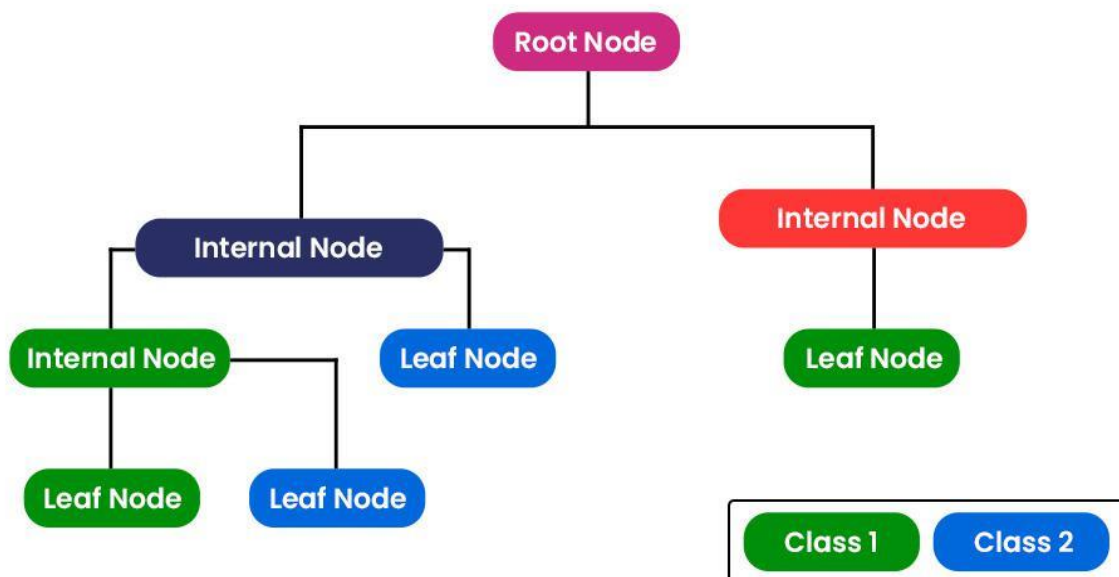 Root Node
Internal Node
Internal Node
Internal Node
Leaf Node
Leaf Node
Leaf Node
Leaf Node
Class 1
Class 2